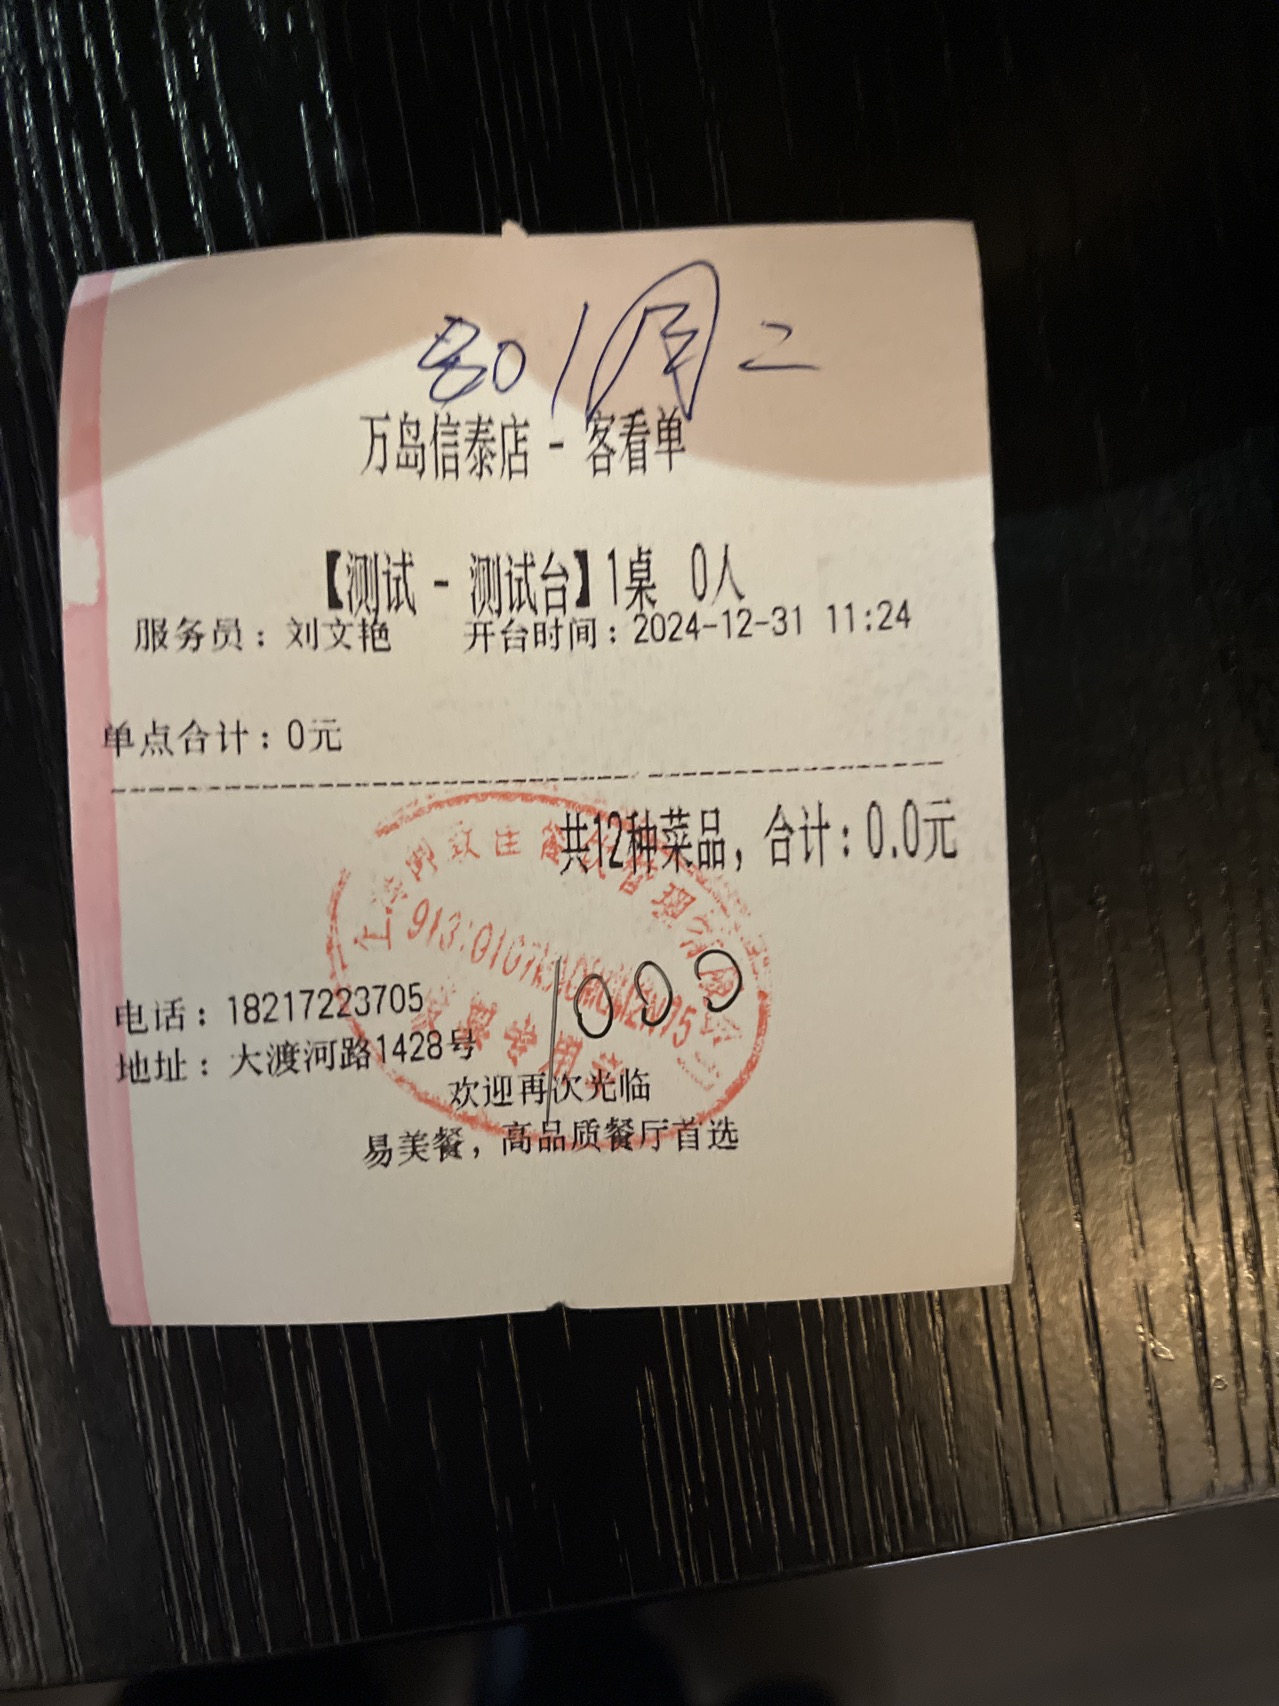 801 周二
万岛信泰店 - 客看单
【测试 - 测试台】1桌 0人
服务员：刘文艳 开台时间：2024-12-31 11:24
单点合计：0元
共12种菜品，合计：0.0元
1000
电话：18217223705
地址：大渡河路1428号
欢迎再次光临
易美餐，高品质餐厅首选